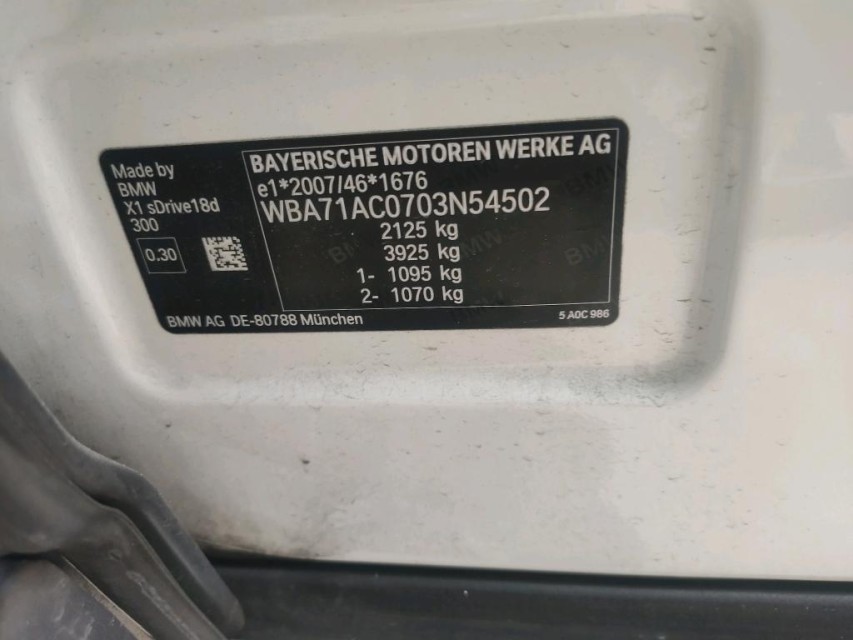 Made by
BMW
X1 sDrive18d
300
0.30
BAYERISCHE MOTOREN WERKE AG
e1*2007/46*1676
WBA71AC0703N54502
2125 kg
3925 kg
1- 1095 kg
2- 1070 kg
BMW AG DE-80788 München
5 A0C 986